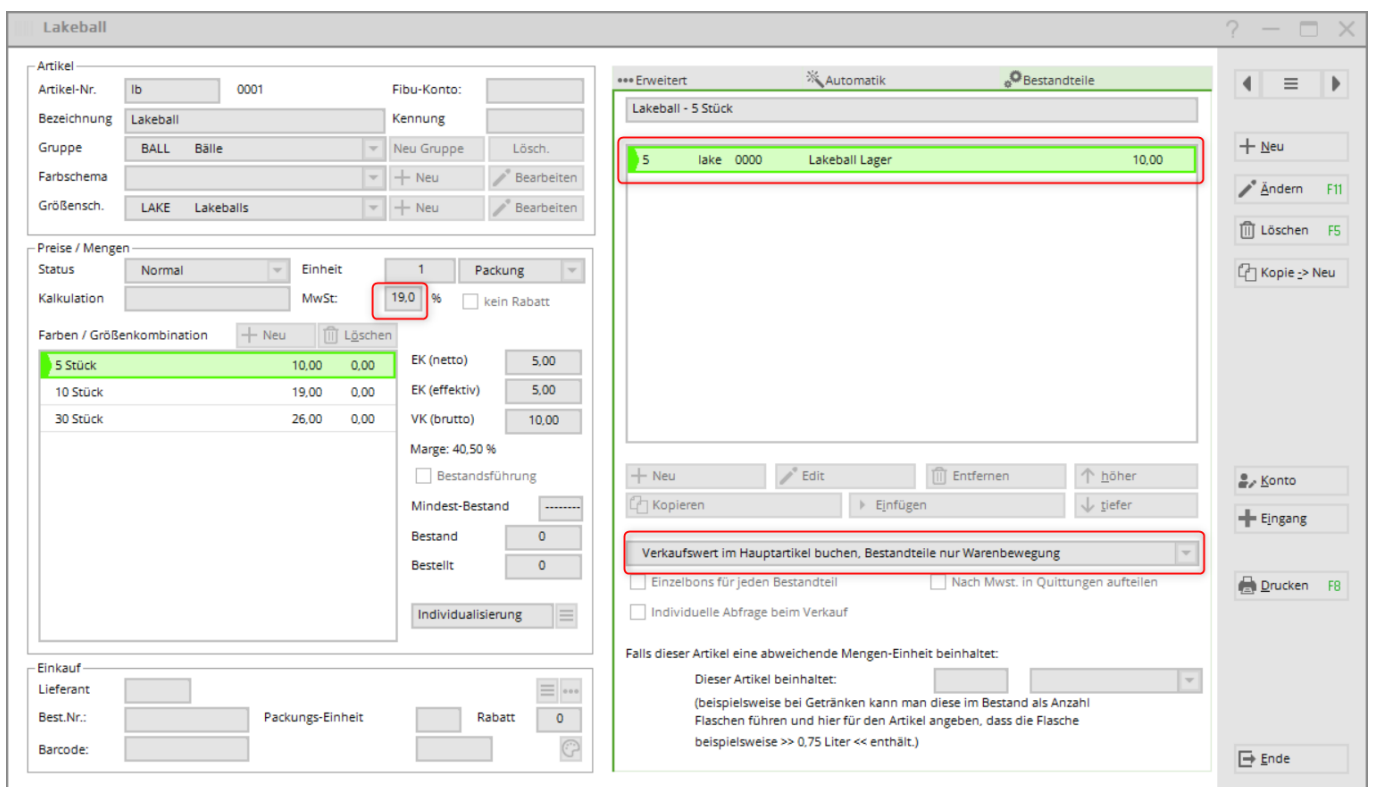 Lakeball
Artikel
Artikel-Nr. lb 0001 Fibu-Konto:
Bezeichnung Lakeball Kennung
Gruppe BALL Bälle Neu Gruppe Lösch.
Farbschema Neu Bearbeiten
Größensch. LAKE Lakeballs Neu Bearbeiten
Preise / Mengen
Status Normal Einheit 1 Packung
Kalkulation MwSt: 19,0 % kein Rabatt
Farben / Größenkombination Neu Löschen
5 Stück 10,00 0,00
10 Stück 19,00 0,00
30 Stück 26,00 0,00
EK (netto) 5,00
EK (effektiv) 5,00
VK (brutto) 10,00
Marge: 40,50 %
Bestandsführung
Mindest-Bestand --------
Bestand 0
Bestellt 0
Individualisierung
Einkauf
Lieferant
Best.Nr.: Packungs-Einheit Rabatt 0
Barcode:
Erweitert Automatik Bestandteile
Lakeball - 5 Stück
5 lake 0000 Lakeball Lager 10,00
Neu Edit Entfernen höher
Kopieren Einfügen tiefer
Verkaufswert im Hauptartikel buchen, Bestandteile nur Warenbewegung
Einzelbons für jeden Bestandteil Nach Mwst. in Quittungen aufteilen
Individuelle Abfrage beim Verkauf
Falls dieser Artikel eine abweichende Mengen-Einheit beinhaltet:
Dieser Artikel beinhaltet:
(beispielsweise bei Getränken kann man diese im Bestand als Anzahl
Flaschen führen und hier für den Artikel angeben, dass die Flasche
beispielsweise >> 0,75 Liter << enthält.)
Neu
Ändern F11
Löschen F5
Kopie -> Neu
Konto
Eingang
Drucken F8
Ende